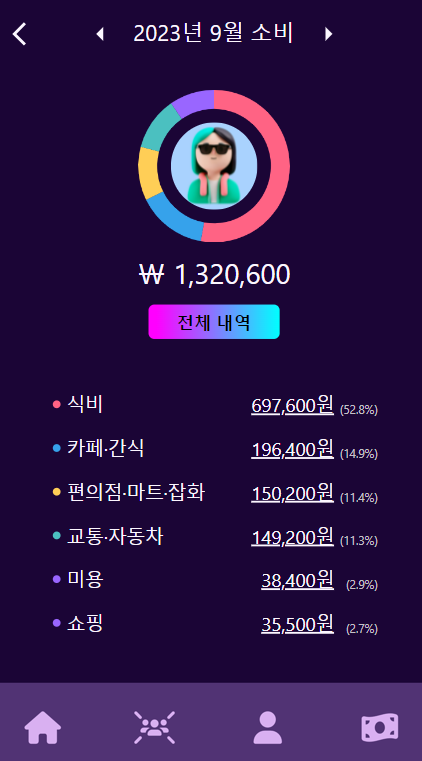 2023년 9월 소비
₩ 1,320,600
전체 내역
식비 697,600원 (52.8%)
카페·간식 196,400원 (14.9%)
편의점·마트·잡화 150,200원 (11.4%)
교통·자동차 149,200원 (11.3%)
미용 38,400원 (2.9%)
쇼핑 35,500원 (2.7%)